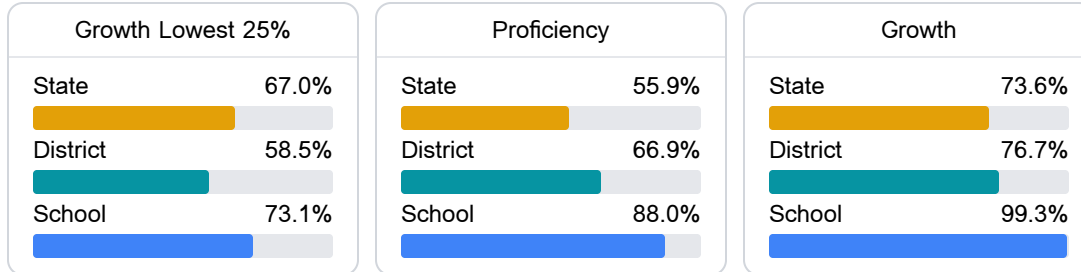 Growth Lowest 25%
State 67.0%
District 58.5%
School 73.1%
Proficiency
State 55.9%
District 66.9%
School 88.0%
Growth
State 73.6%
District 76.7%
School 99.3%